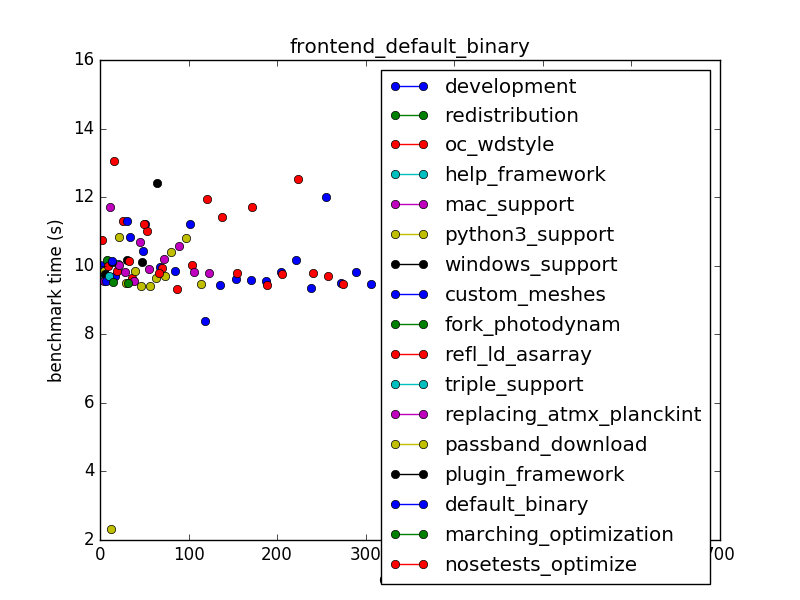 frontend_default_binary
16
14
12
10
8
6
4
2
benchmark time (s)
0
100
200
300
700
development
redistribution
oc_wdstyle
help_framework
mac_support
python3_support
windows_support
custom_meshes
fork_photodynam
refl_ld_asarray
triple_support
replacing_atmx_planckint
passband_download
plugin_framework
default_binary
marching_optimization
nosetests_optimize